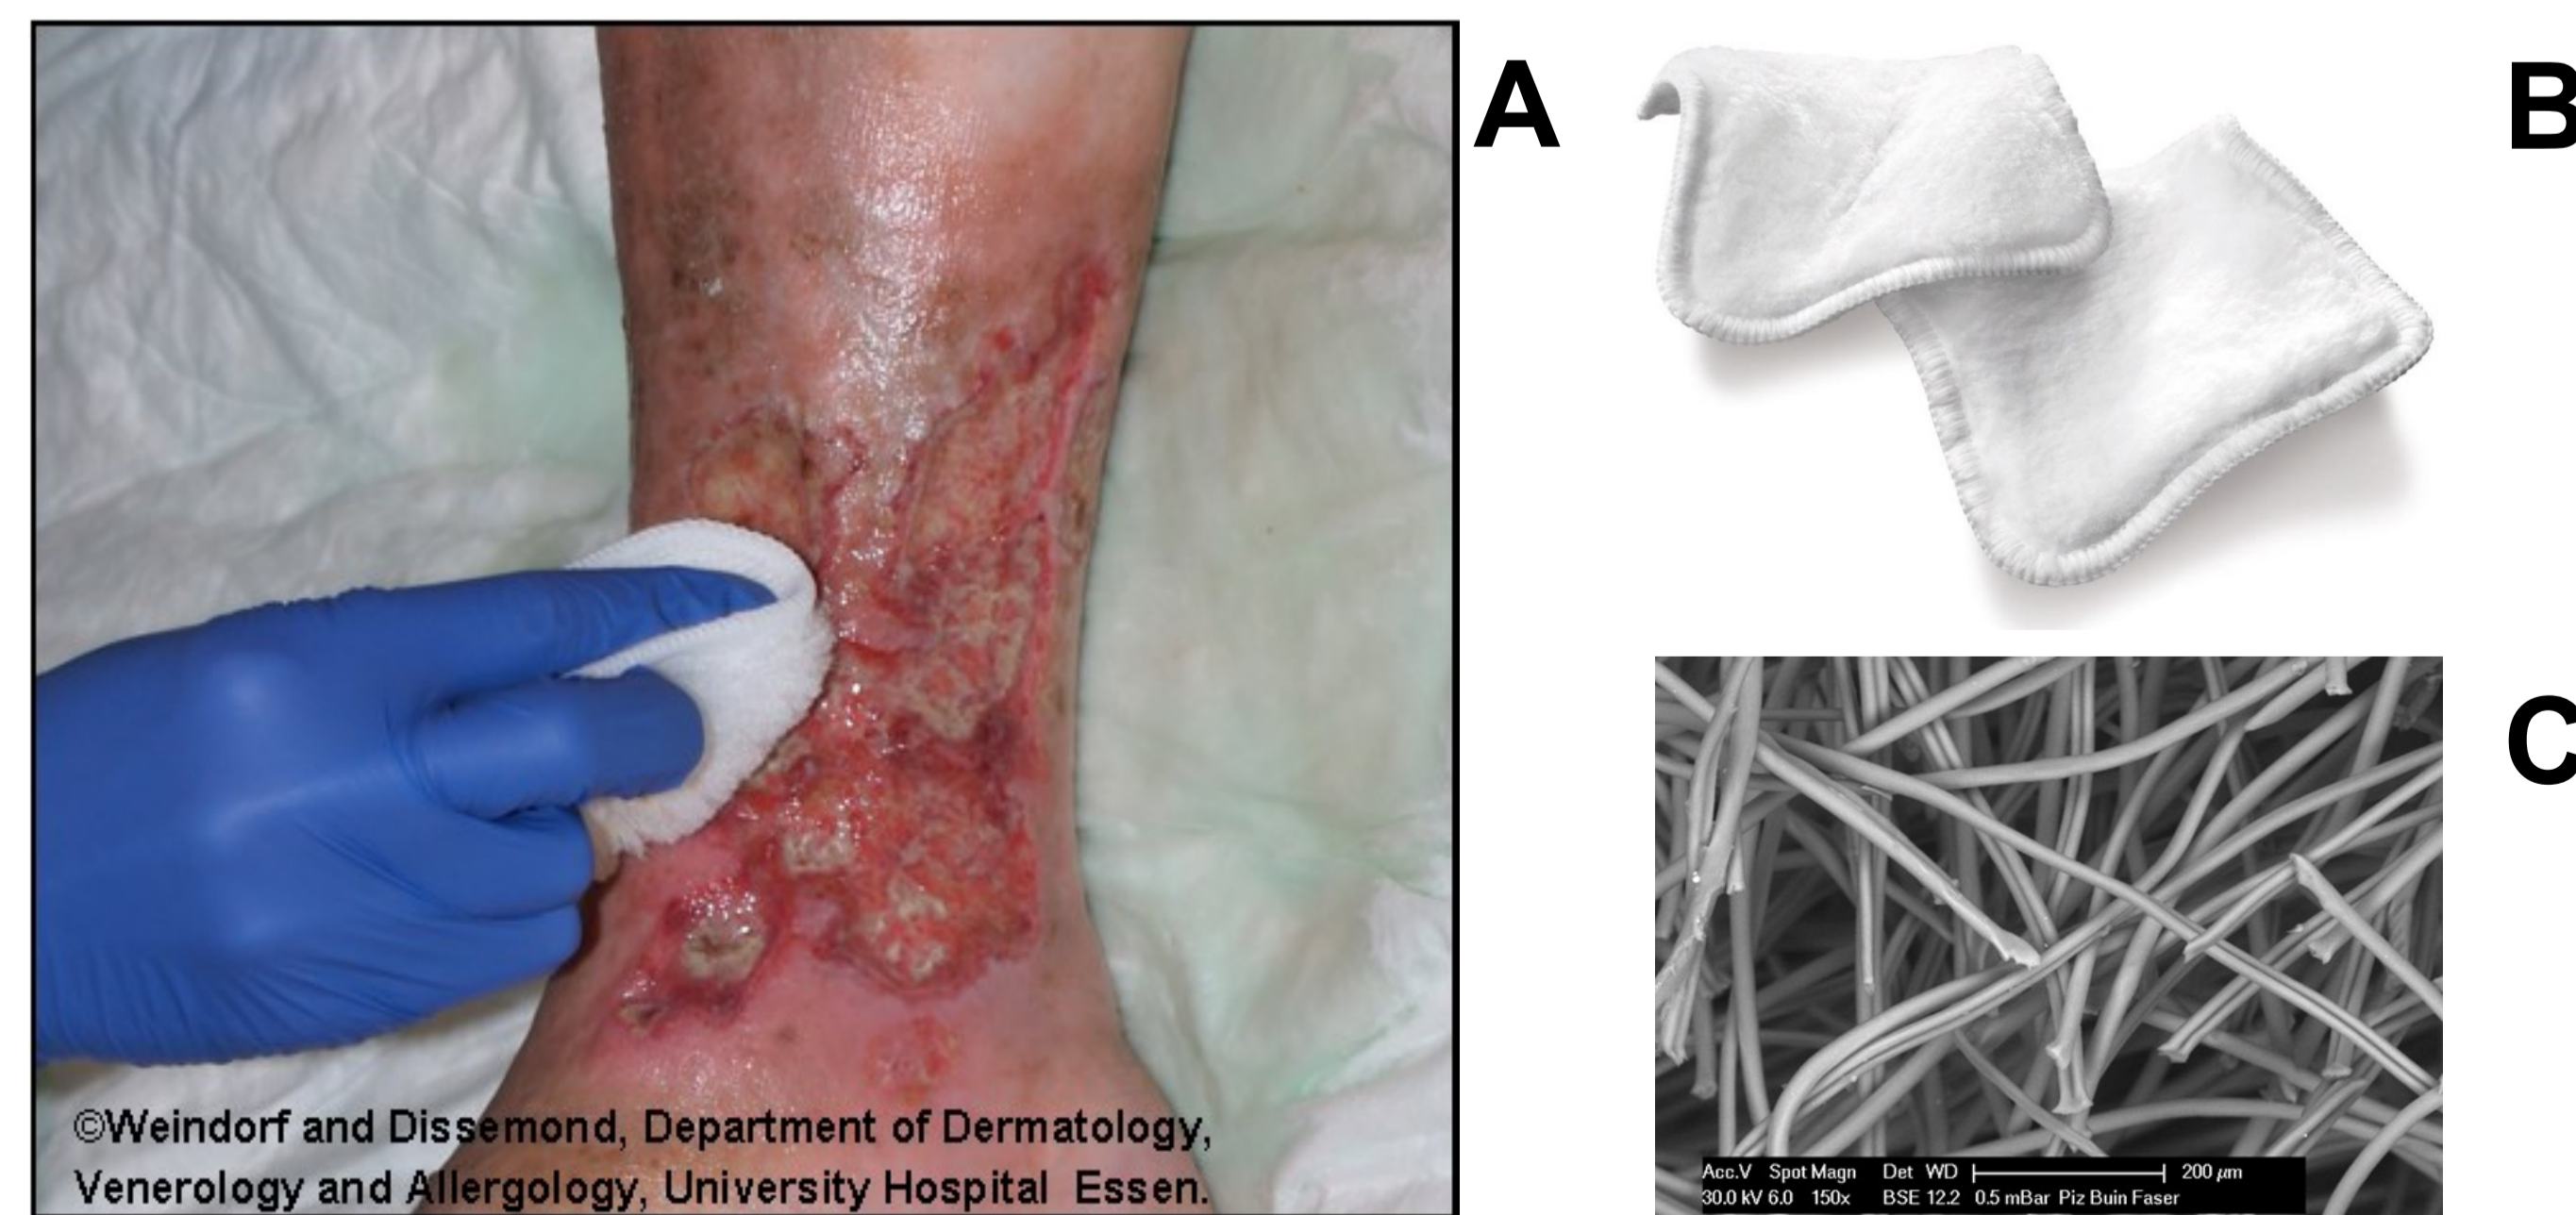 A
B
C
©Weindorf and Dissemond, Department of Dermatology,
Venerology and Allergology, University Hospital Essen.
Acc.V Spot Magn Det WD 200 µm
30.0 kV 6.0 150x BSE 12.2 0.5 mBar Piz Buin Faser